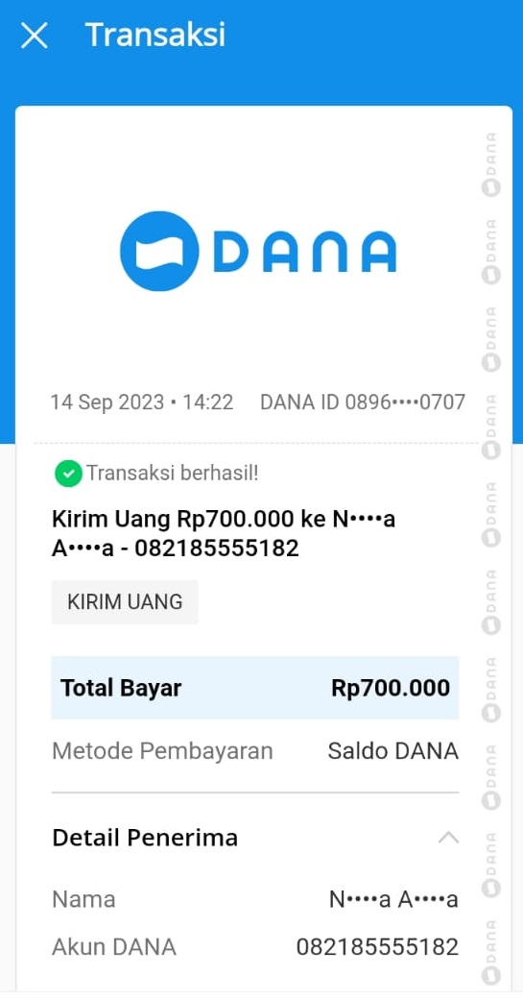 Transaksi
DANA
14 Sep 2023 • 14:22 DANA ID 0896••••0707
Transaksi berhasil!
Kirim Uang Rp700.000 ke N••••a
A••••a - 082185555182
KIRIM UANG
Total Bayar Rp700.000
Metode Pembayaran Saldo DANA
Detail Penerima
Nama N••••a A••••a
Akun DANA 082185555182
DANA
DANA
DANA
DANA
DANA
DANA
DANA
DANA
DANA
DANA